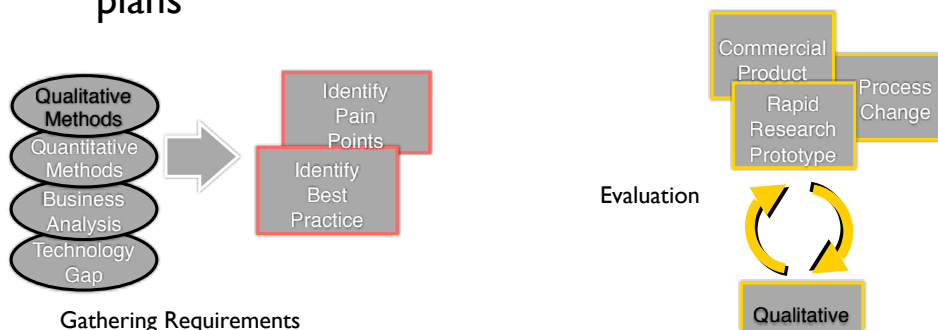 plans
Qualitative
Methods
Quantitative
Methods
Business
Analysis
Technology
Gap
Identify
Pain
Points
Identify
Best
Practice
Gathering Requirements
Commercial
Product
Process
Change
Rapid
Research
Prototype
Evaluation
Qualitative